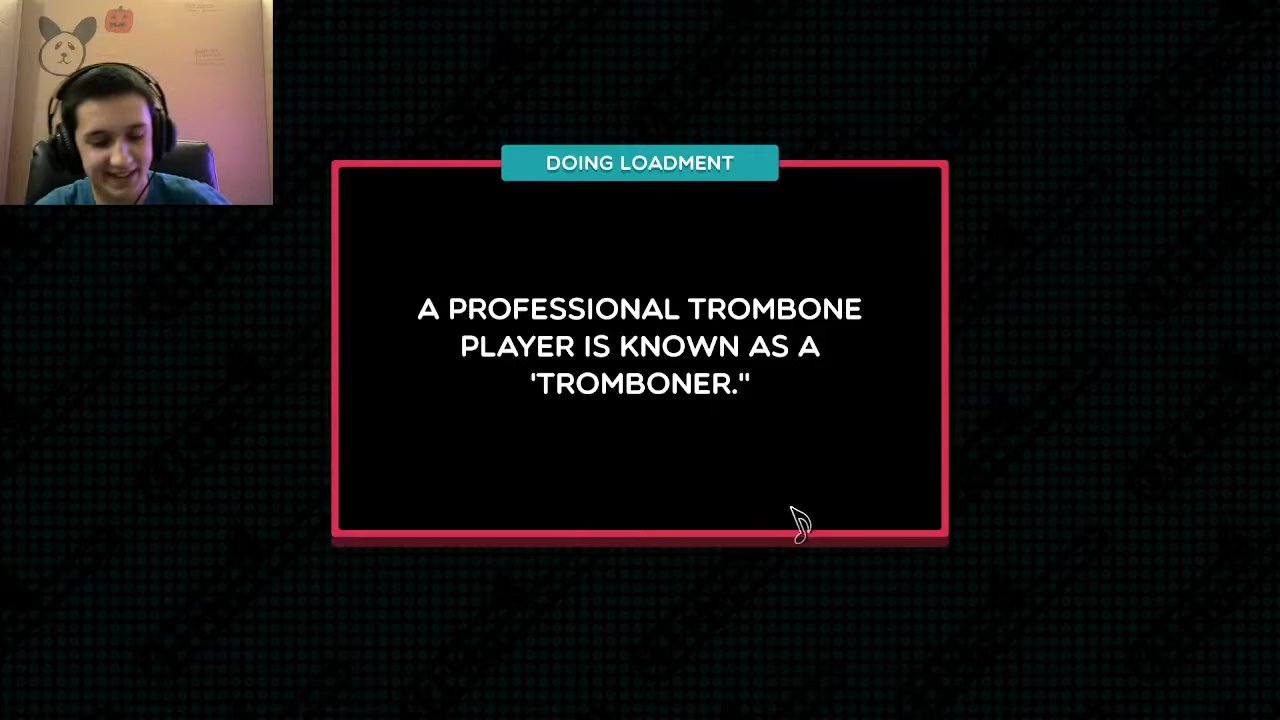 DOING LOADMENT
A PROFESSIONAL TROMBONE
PLAYER IS KNOWN AS A
'TROMBONER."